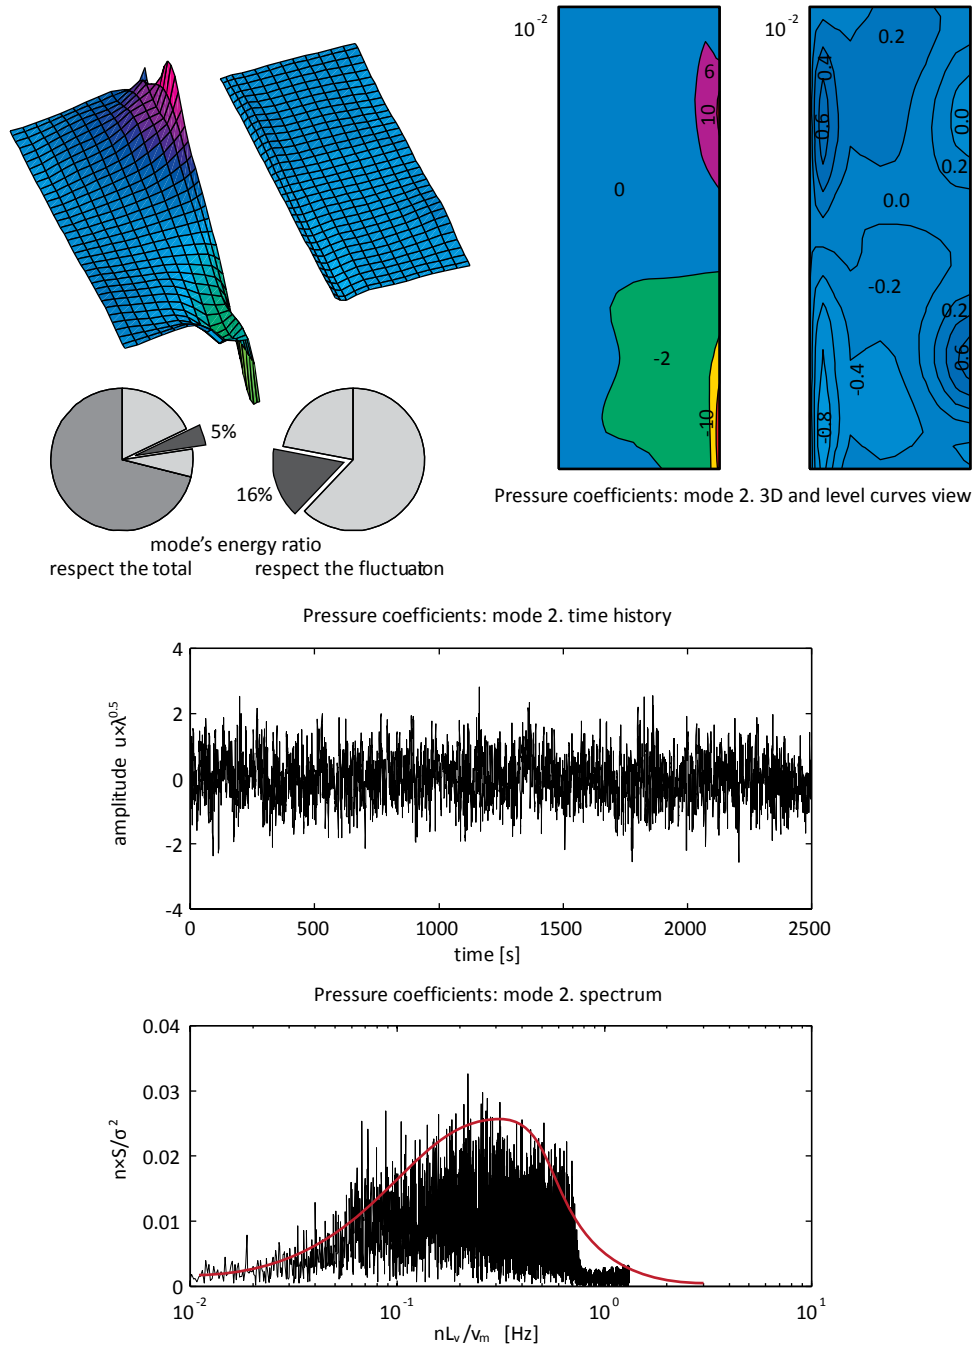 10-2
10-2
0.2
6
0.4
10
0.6
0.0
0.2
0
0.0
-0.2
0.2
-2
0.6
-0.4
-10
-0.8
5%
16%
Pressure coefficients: mode 2. 3D and level curves view
mode's energy ratio
respect the total
respect the fluctuaton
Pressure coefficients: mode 2. time history
4
2
0
-2
-4
amplitude u×λ0.5
0 500 1000 1500 2000 2500
time [s]
Pressure coefficients: mode 2. spectrum
0.04
0.03
0.02
0.01
0
n×S/σ2
10-2 10-1 100 101
nLv/vm [Hz]